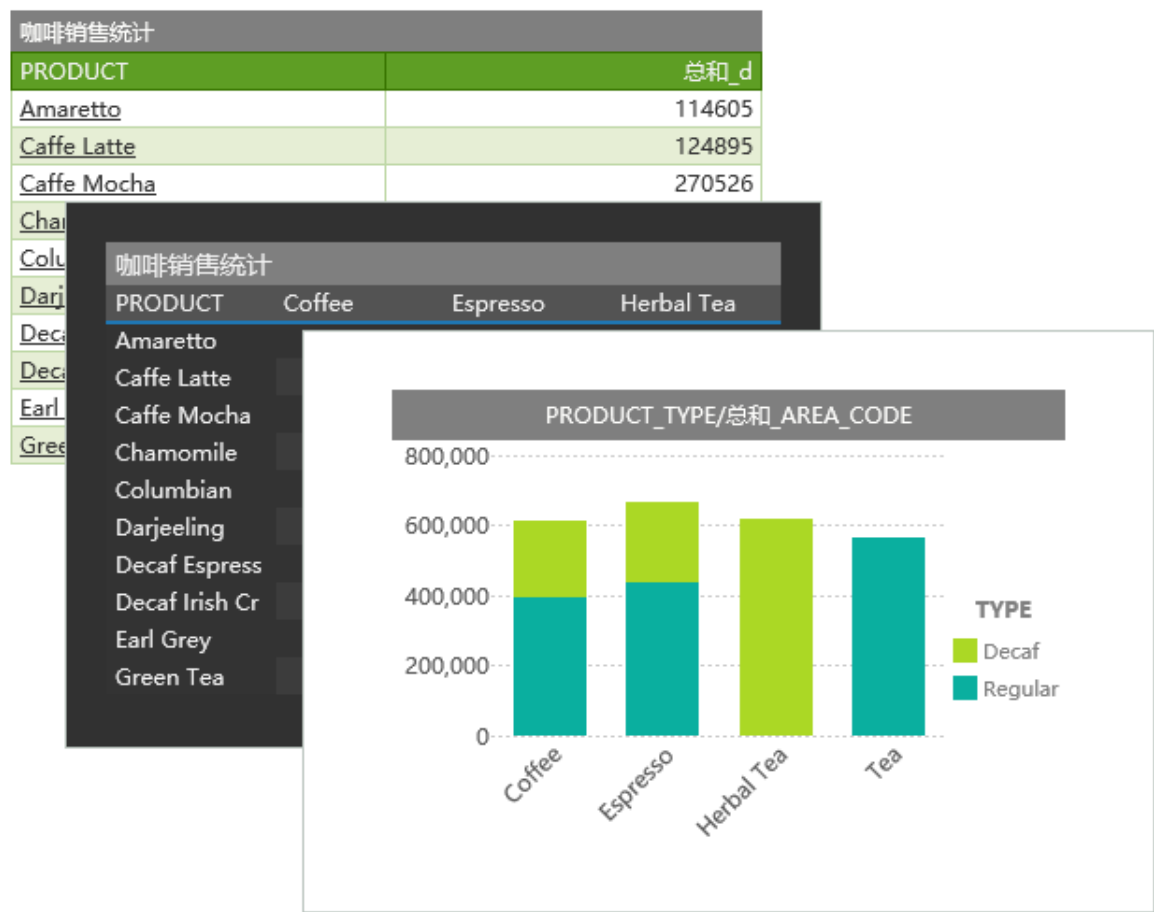 咖啡销售统计
PRODUCT 总和_d
Amaretto 114605
Caffe Latte 124895
Caffe Mocha 270526
Earl
咖啡销售统计
PRODUCT Coffee Espresso Herbal Tea
Amaretto
Caffe Latte
Caffe Mocha
Chamomile
Columbian
Darjeeling
Decaf Espress
Decaf Irish Cr
Earl Grey
Green Tea
PRODUCT_TYPE/总和_AREA_CODE
800,000
600,000
400,000
200,000
0
Coffee Espresso Herbal Tea Tea
TYPE
Decaf
Regular